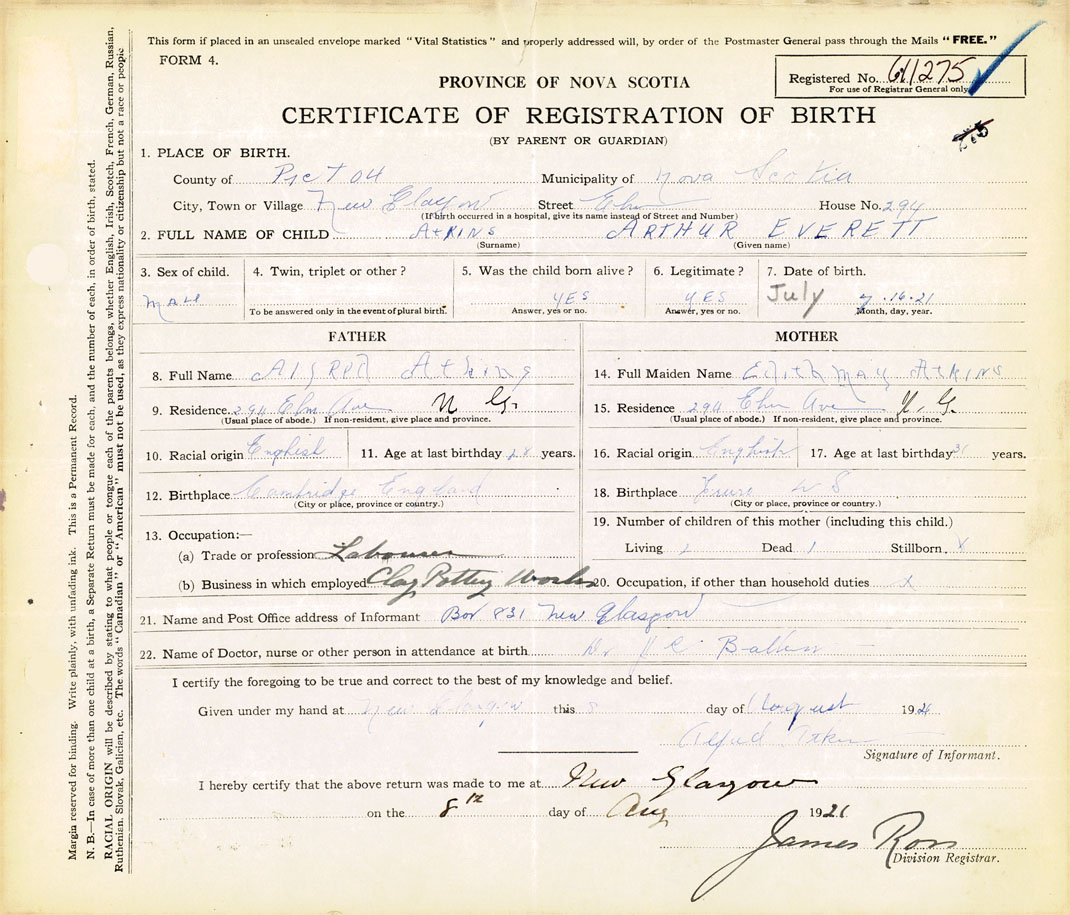 This form if placed in an unsealed envelope marked "Vital Statistics" and properly addressed will, by order of the Postmaster General pass through the Mails "FREE."
FORM 4.
Registered No.
For use of Registrar General only
PROVINCE OF NOVA SCOTIA
CERTIFICATE OF REGISTRATION OF BIRTH
(BY PARENT OR GUARDIAN)
1. PLACE OF BIRTH.
County of Pictou Municipality of Nova Scotia
City, Town or Village New Glasgow Street Elm House No. 294
(If birth occurred in a hospital, give its name instead of Street and Number)
2. FULL NAME OF CHILD Atkins ARTHUR EVERETT
(Surname) (Given name)
3. Sex of child. 4. Twin, triplet or other? 5. Was the child born alive? 6. Legitimate? 7. Date of birth.
Male YES YES July 7.16.21
To be answered only in the event of plural birth. Answer, yes or no. Answer, yes or no. Month, day, year.
FATHER MOTHER
8. Full Name Alfred Atkins 14. Full Maiden Name Edith May Atkins
9. Residence 294 Elm Ave N G. 15. Residence 294 Elm Ave N. G.
(Usual place of abode.) If non-resident, give place and province. (Usual place of abode.) If non-resident, give place and province.
10. Racial origin English 11. Age at last birthday years. 16. Racial origin English 17. Age at last birthday years.
12. Birthplace Cambridge England 18. Birthplace Truro
(City or place, province or country.) (City or place, province or country.)
13. Occupation:— 19. Number of children of this mother (including this child.)
(a) Trade or profession Labourer Living Dead 1 Stillborn.
(b) Business in which employed Clay Pottery Works 20. Occupation, if other than household duties x
21. Name and Post Office address of Informant Box 831 New Glasgow
22. Name of Doctor, nurse or other person in attendance at birth. Dr
I certify the foregoing to be true and correct to the best of my knowledge and belief.
Given under my hand at New Glasgow this 8 day of August 192
Alfred
Signature of Informant.
I hereby certify that the above return was made to me at New Glasgow
on the 8th day of Aug 192
James Ross
Division Registrar.
Margin reserved for binding. Write plainly, with unfading ink. This is a Permanent Record.
N. B.—In case of more than one child at a birth, a Separate Return must be made for each, and the number of each, in order of birth, stated.
RACIAL ORIGIN will be described by stating to what people or tongue each of the parents belongs, whether English, Irish, Scotch, French, German, Russian,
Ruthenian, Slovak, Galician, etc. The words "Canadian" or "American" must not be used, as they express nationality or citizenship but not a race or people